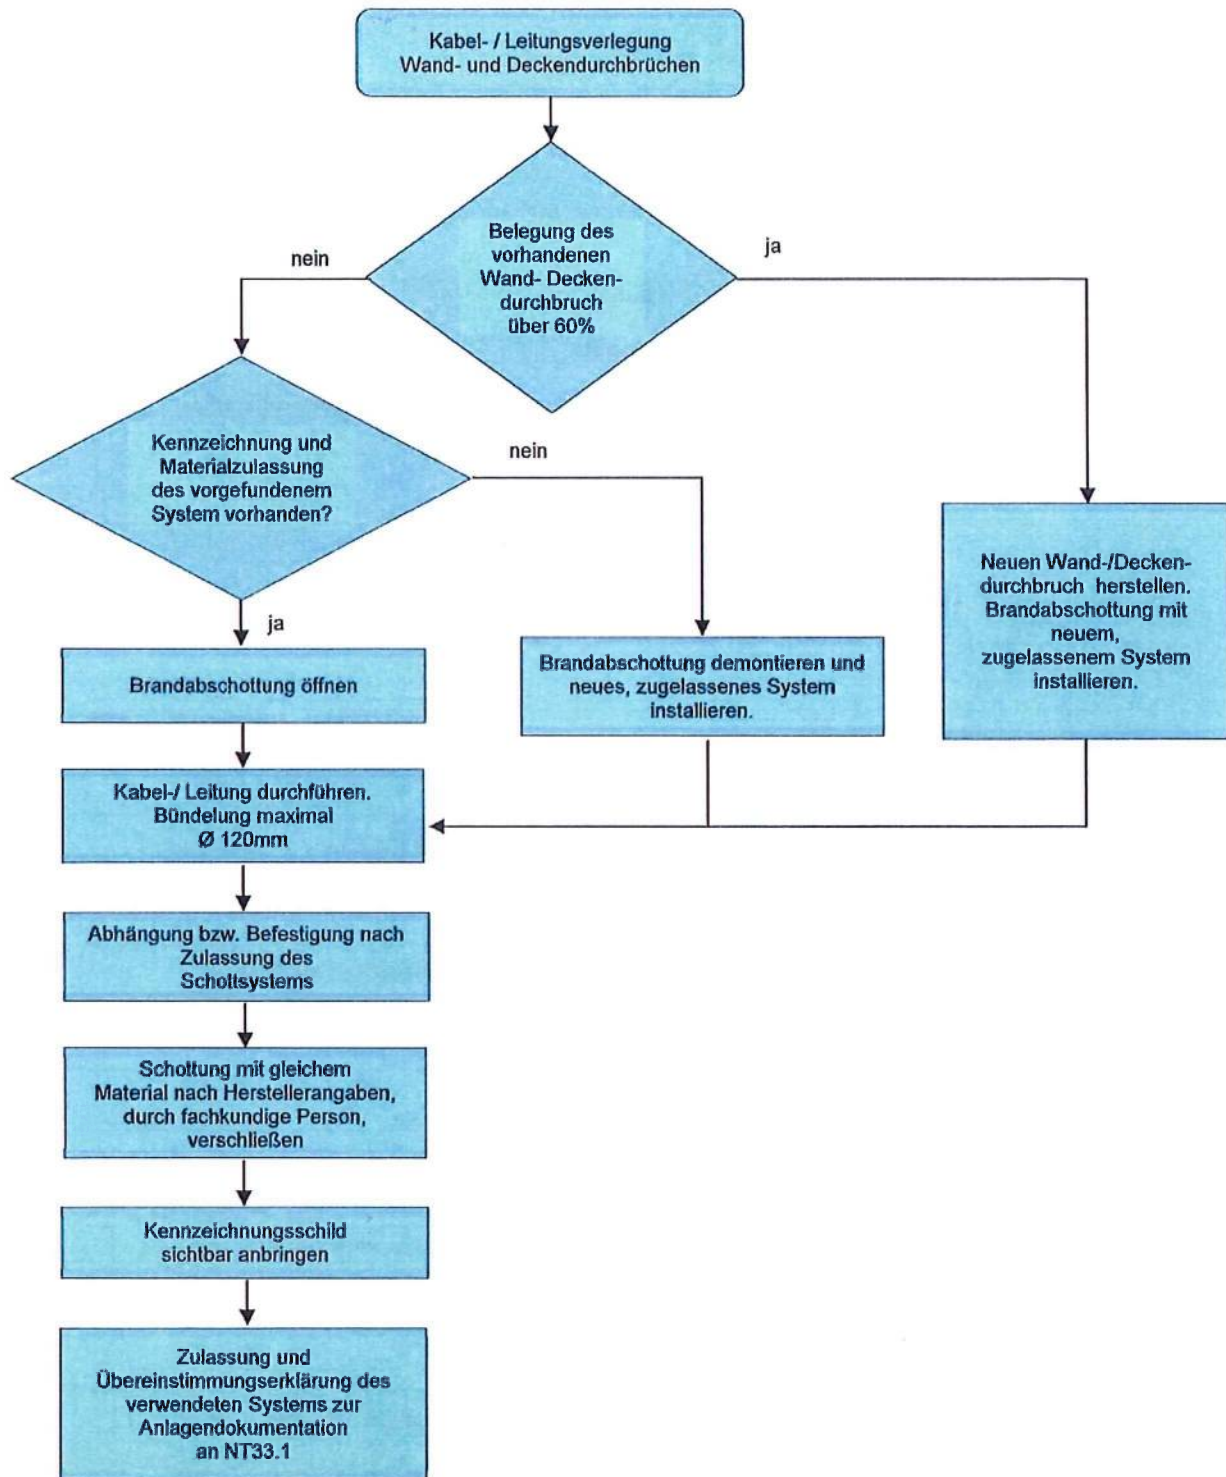 Kabel- / Leitungsverlegung
Wand- und Deckendurchbrüchen
Belegung des
vorhandenen
Wand- Decken-
durchbruch
über 60%
nein
ja
Kennzeichnung und
Materialzulassung
des vorgefundenem
System vorhanden?
nein
ja
Neuen Wand-/Decken-
durchbruch herstellen.
Brandabschottung mit
neuem,
zugelassenem System
installieren.
Brandabschottung demontieren und
neues, zugelassenes System
installieren.
Brandabschottung öffnen
Kabel-/ Leitung durchführen.
Bündelung maximal
Ø 120mm
Abhängung bzw. Befestigung nach
Zulassung des
Schottsystems
Schottung mit gleichem
Material nach Herstellerangaben,
durch fachkundige Person,
verschließen
Kennzeichnungsschild
sichtbar anbringen
Zulassung und
Übereinstimmungserklärung des
verwendeten Systems zur
Anlagendokumentation
an NT33.1